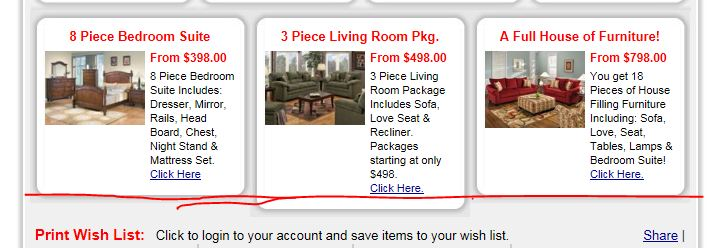 8 Piece Bedroom Suite
From $398.00
8 Piece Bedroom
Suite Includes:
Dresser, Mirror,
Rails, Head
Board, Chest,
Night Stand &
Mattress Set.
Click Here
3 Piece Living Room Pkg.
From $498.00
3 Piece Living
Room Package
Includes Sofa,
Love Seat &
Recliner.
Packages
starting at only
$498.
Click Here.
A Full House of Furniture!
From $798.00
You get 18
Pieces of House
Filling Furniture
Including: Sofa,
Love, Seat,
Tables, Lamps &
Bedroom Suite!
Click Here.
Print Wish List: Click to login to your account and save items to your wish list.
Share |